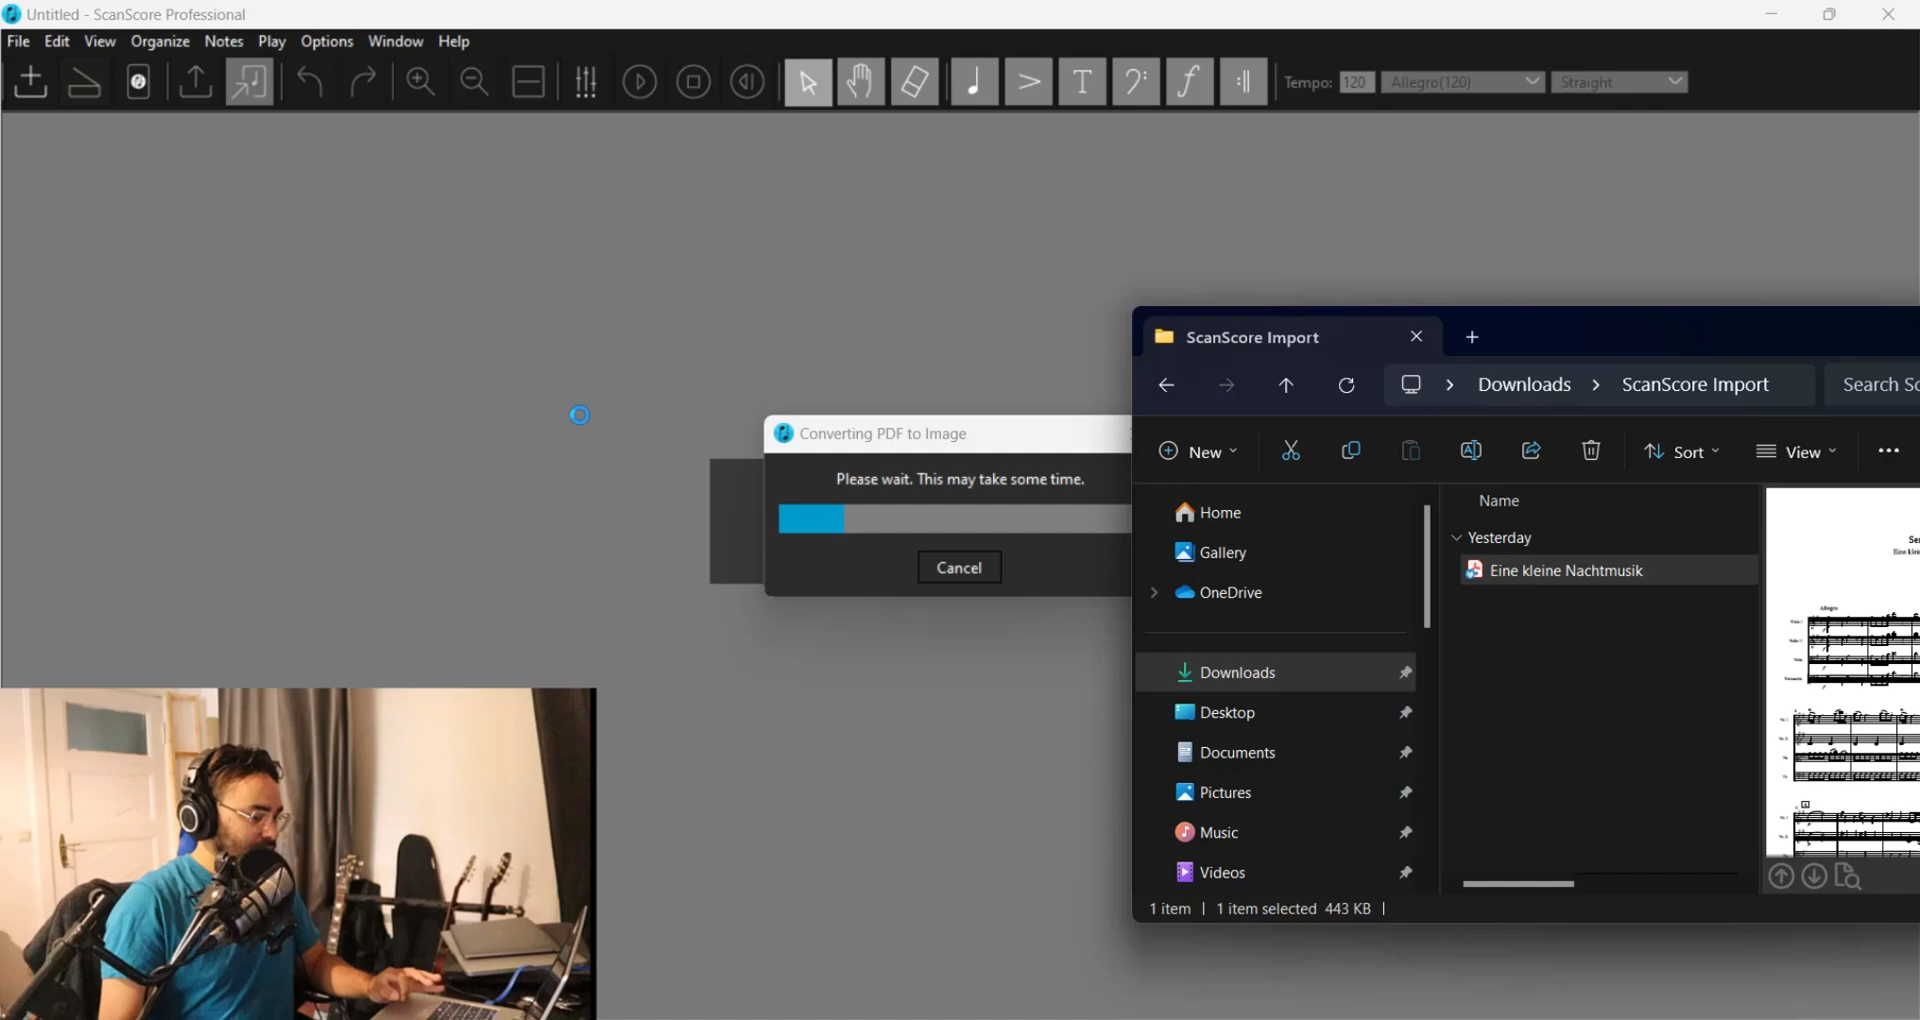 Untitled - ScanScore Professional
File Edit View Organize Notes Play Options Window Help
Tempo: 120 Allegro(120) Straight
ScanScore Import
Downloads ScanScore Import Search Sc
Converting PDF to Image
New Sort View
Please wait. This may take some time.
Cancel
Home
Gallery
OneDrive
Downloads
Desktop
Documents
Pictures
Music
Videos
Name
Yesterday
Eine kleine Nachtmusik
Allegro
1 item 1 item selected 443 KB